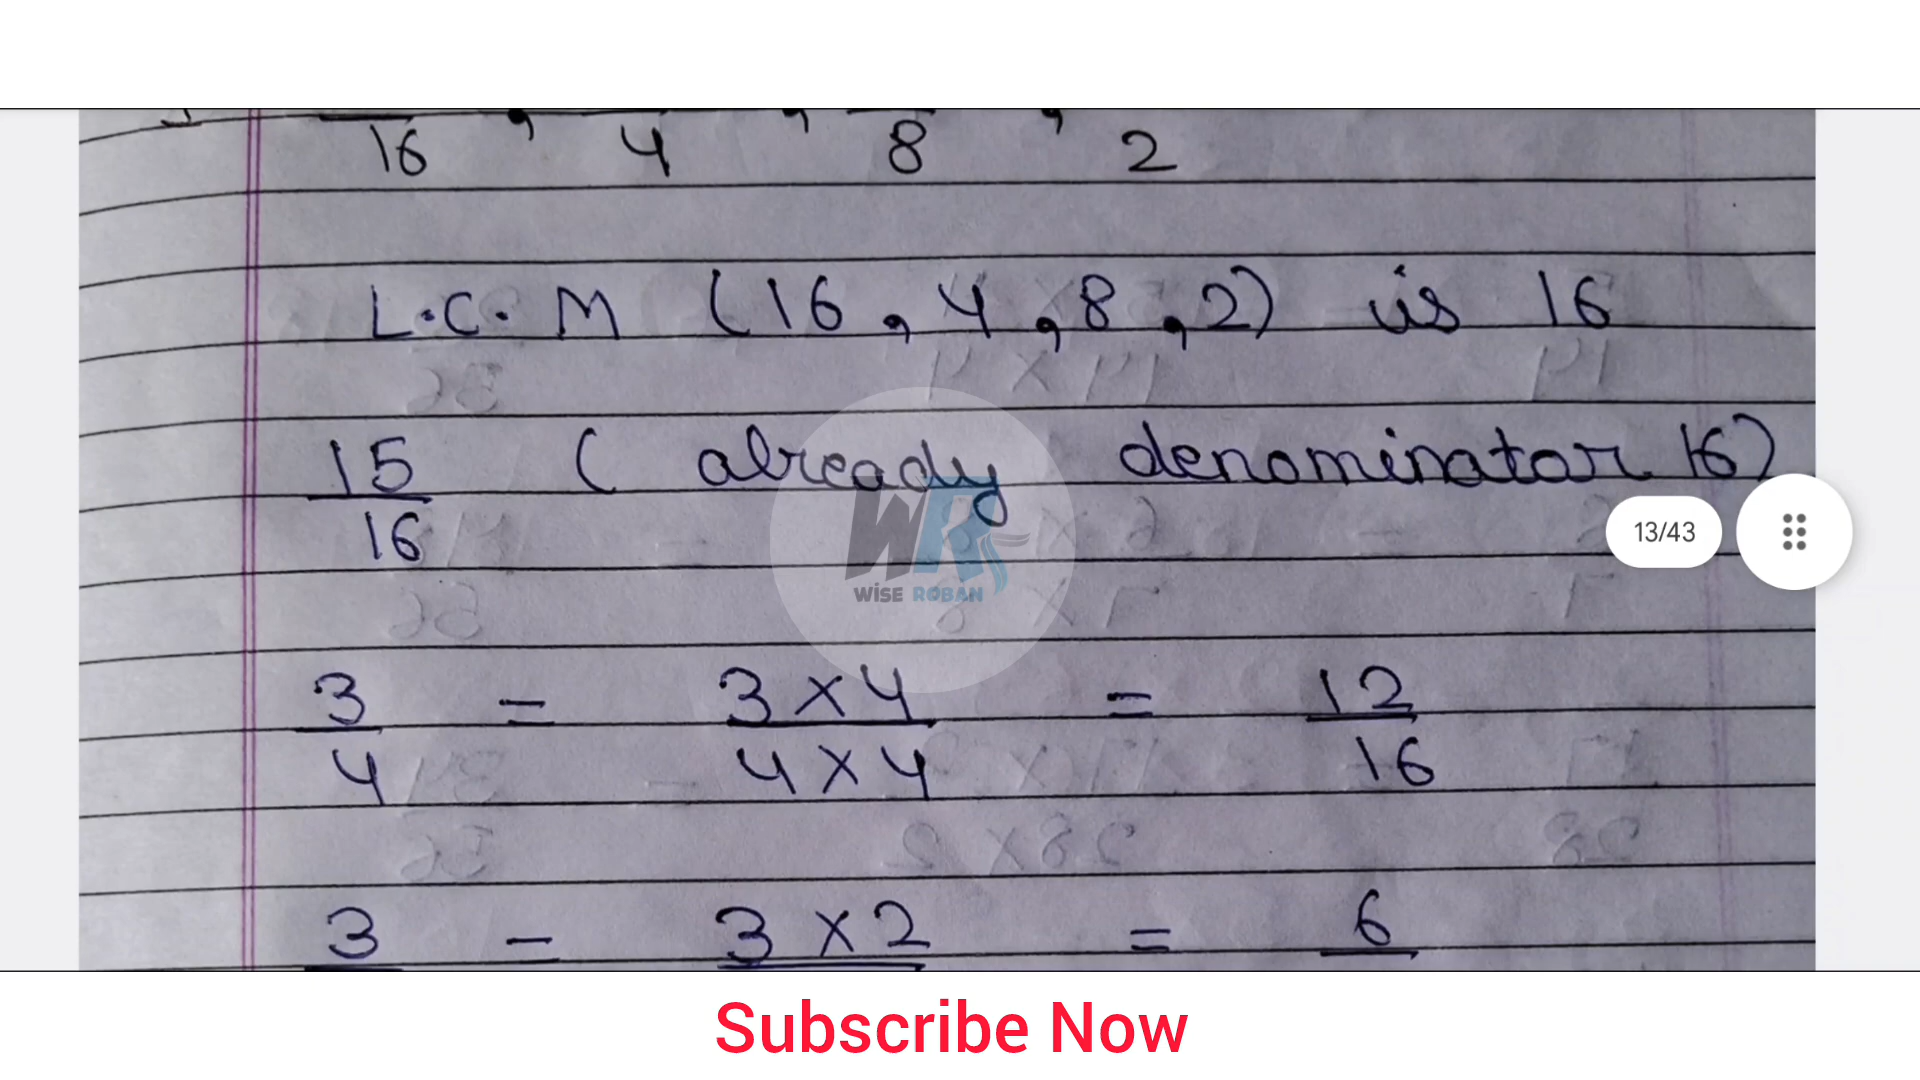 16 , 4 , 8 , 2
L.C.M (16, 4, 8, 2) is 16
15 ( already denominator 16)
16
13/43
WISE ROBAN
3 = 3 × 4 = 12
4 4 × 4 16
3 = 3 × 2 = 6
Subscribe Now